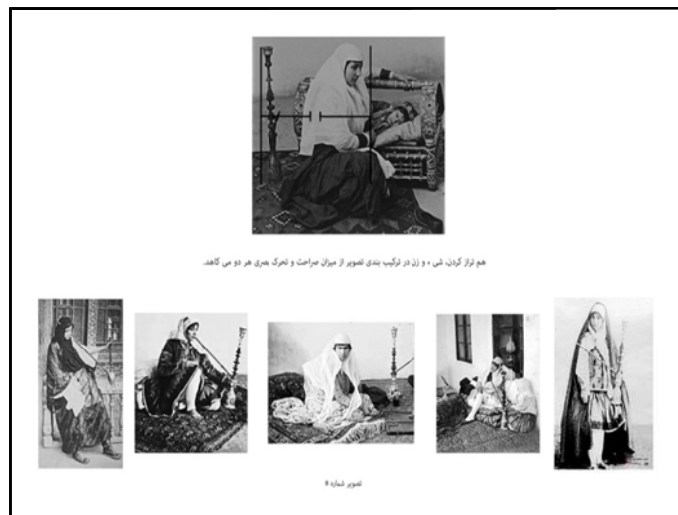 هم تراز کردن، شی ء و زن در ترکیب بندی تصویر از میزان صراحت و تحرک بصری هر دو می کاهد.
تصویر شماره 6